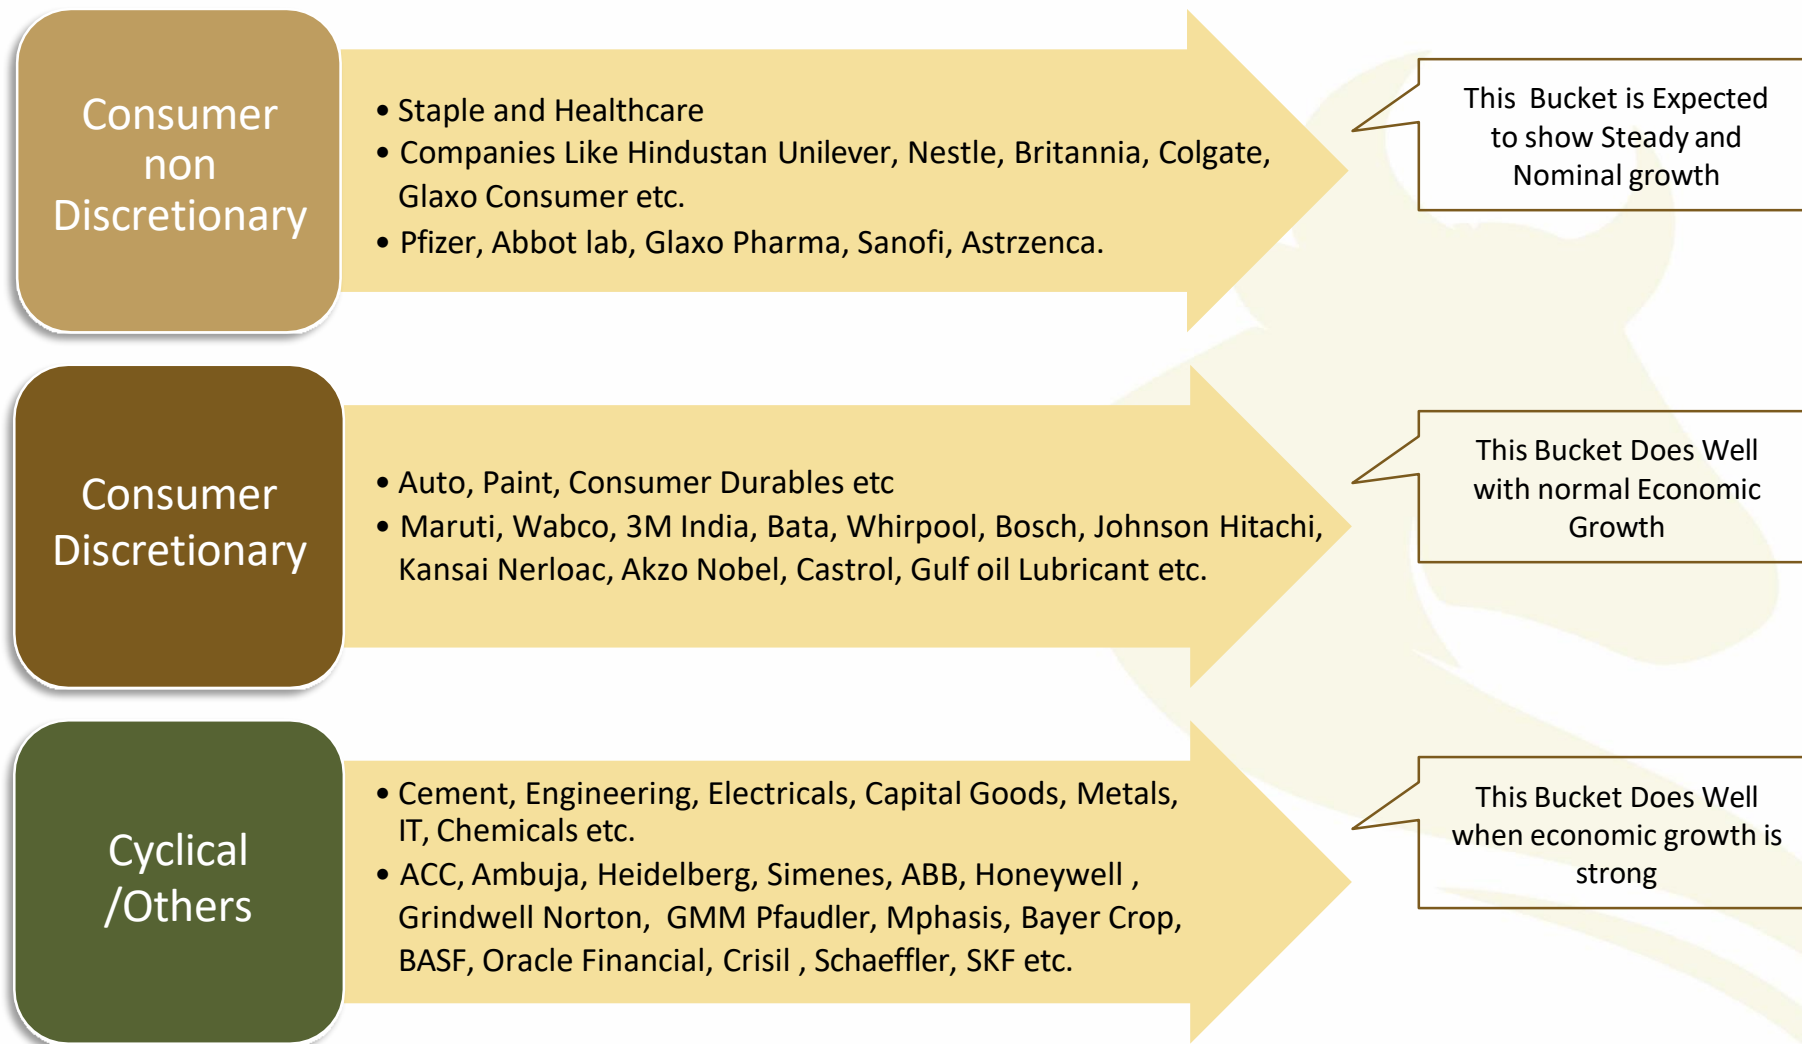 Consumer
non
Discretionary
• Staple and Healthcare
• Companies Like Hindustan Unilever, Nestle, Britannia, Colgate,
Glaxo Consumer etc.
• Pfizer, Abbot lab, Glaxo Pharma, Sanofi, Astrzenca.
This Bucket is Expected
to show Steady and
Nominal growth
Consumer
Discretionary
• Auto, Paint, Consumer Durables etc
• Maruti, Wabco, 3M India, Bata, Whirpool, Bosch, Johnson Hitachi,
Kansai Nerloac, Akzo Nobel, Castrol, Gulf oil Lubricant etc.
This Bucket Does Well
with normal Economic
Growth
Cyclical
/Others
• Cement, Engineering, Electricals, Capital Goods, Metals,
IT, Chemicals etc.
• ACC, Ambuja, Heidelberg, Simenes, ABB, Honeywell ,
Grindwell Norton, GMM Pfaudler, Mphasis, Bayer Crop,
BASF, Oracle Financial, Crisil , Schaeffler, SKF etc.
This Bucket Does Well
when economic growth is
strong